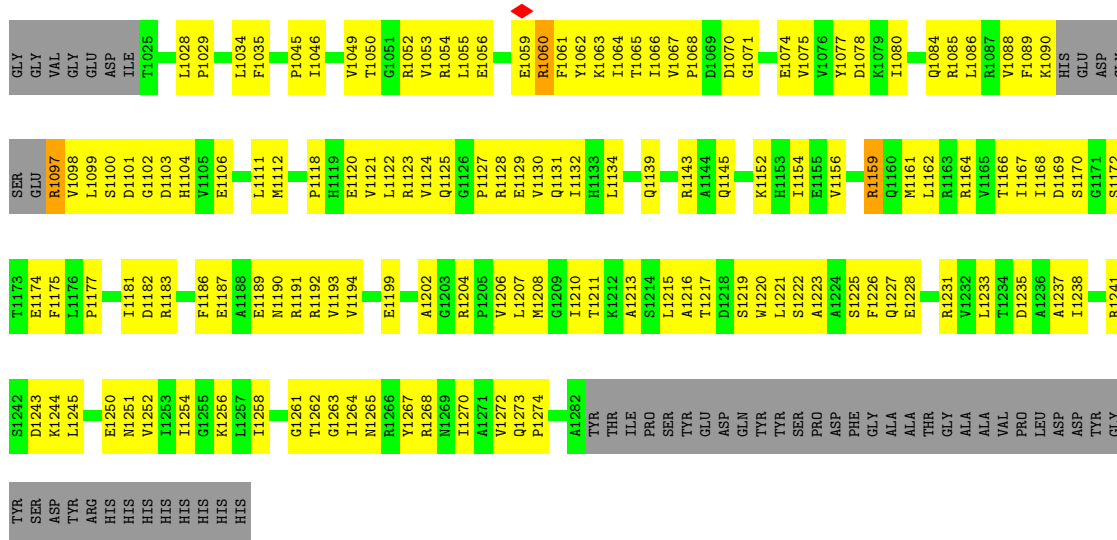 GLY GLY VAL GLY GLU ASP ILE T1025 L1028 P1029 L1034 F1035 P1045 I1046 V1049 T1050 G1051 R1052 V1053 R1054 L1055 E1056 E1059 R1060 F1061 Y1062 K1063 I1064 T1065 I1066 V1067 P1068 D1069 D1070 G1071 E1074 V1075 V1076 Y1077 D1078 K1079 I1080 Q1084 R1085 L1086 R1087 V1088 F1089 K1090 HIS GLU ASP
SER GLU R1097 V1098 L1099 S1100 D1101 G1102 D1103 H1104 V1105 E1106 L1111 M1112 P1118 H1119 E1120 V1121 L1122 R1123 V1124 Q1125 G1126 P1127 R1128 E1129 V1130 Q1131 I1132 H1133 L1134 Q1139 R1143 A1144 Q1145 K1152 H1153 I1154 E1155 V1156 R1159 Q1160 M1161 L1162 R1163 R1164 V1165 T1166 I1167 I1168 D1169 S1170 G1171 S1172
T1173 E1174 F1175 L1176 P1177 I1181 D1182 R1183 F1186 E1187 A1188 E1189 N1190 R1191 R1192 V1193 V1194 E1199 A1202 G1203 R1204 P1205 V1206 L1207 M1208 G1209 I1210 T1211 K1212 A1213 S1214 L1215 A1216 T1217 D1218 S1219 W1220 L1221 S1222 A1223 A1224 S1225 F1226 Q1227 E1228 R1231 V1232 L1233 T1234 D1235 A1236 A1237 I1238 R1241
S1242 D1243 K1244 L1245 E1250 N1251 V1252 I1253 I1254 G1255 K1256 L1257 I1258 G1261 T1262 G1263 I1264 N1265 R1266 Y1267 R1268 N1269 I1270 A1271 V1272 Q1273 P1274 A1282 TYR THR ILE PRO SER TYR GLU ASP GLN TYR TYR SER PRO ASP PHE GLY ALA ALA THR GLY ALA ALA VAL PRO LEU ASP ASP TYR GLY
TYR SER ASP TYR ARG HIS HIS HIS HIS HIS HIS HIS HIS